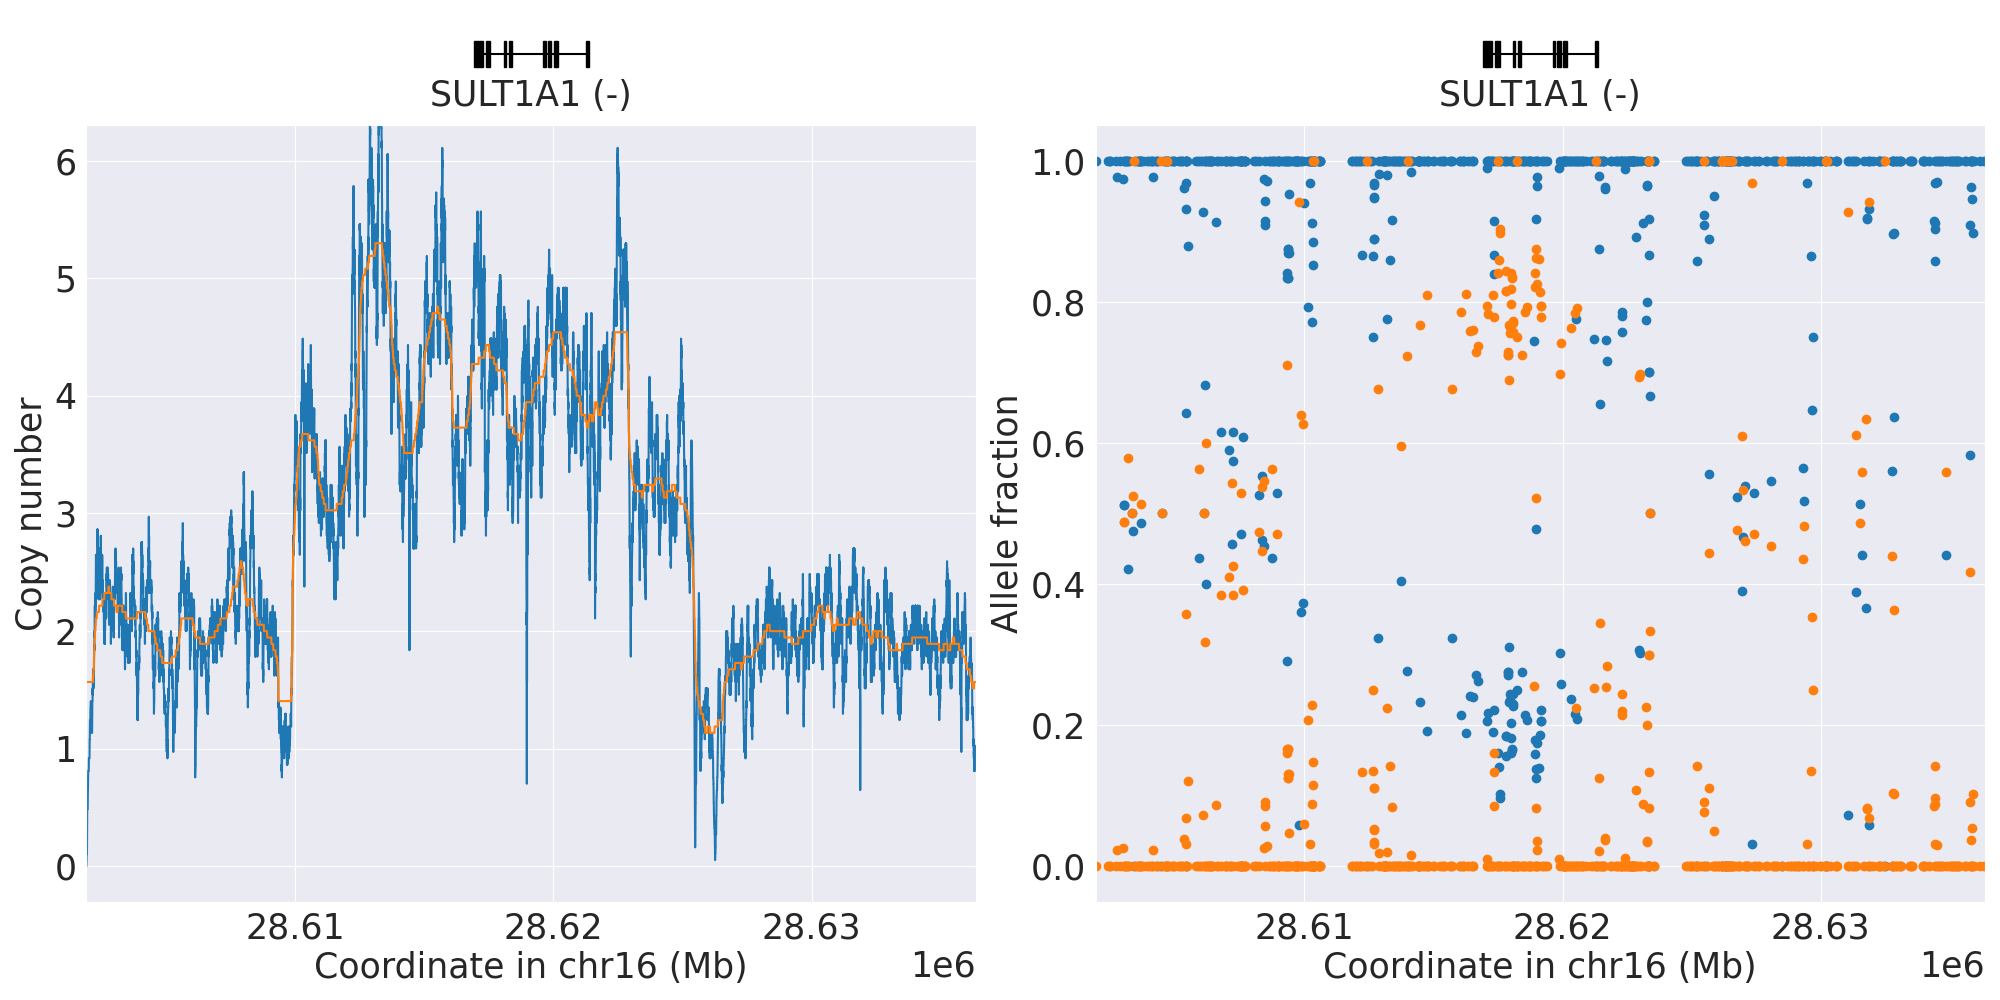 SULT1A1 (-)
Copy number
6
5
4
3
2
1
0
28.61
28.62
28.63
Coordinate in chr16 (Mb)
1e6
SULT1A1 (-)
Allele fraction
1.0
0.8
0.6
0.4
0.2
0.0
28.61
28.62
28.63
Coordinate in chr16 (Mb)
1e6